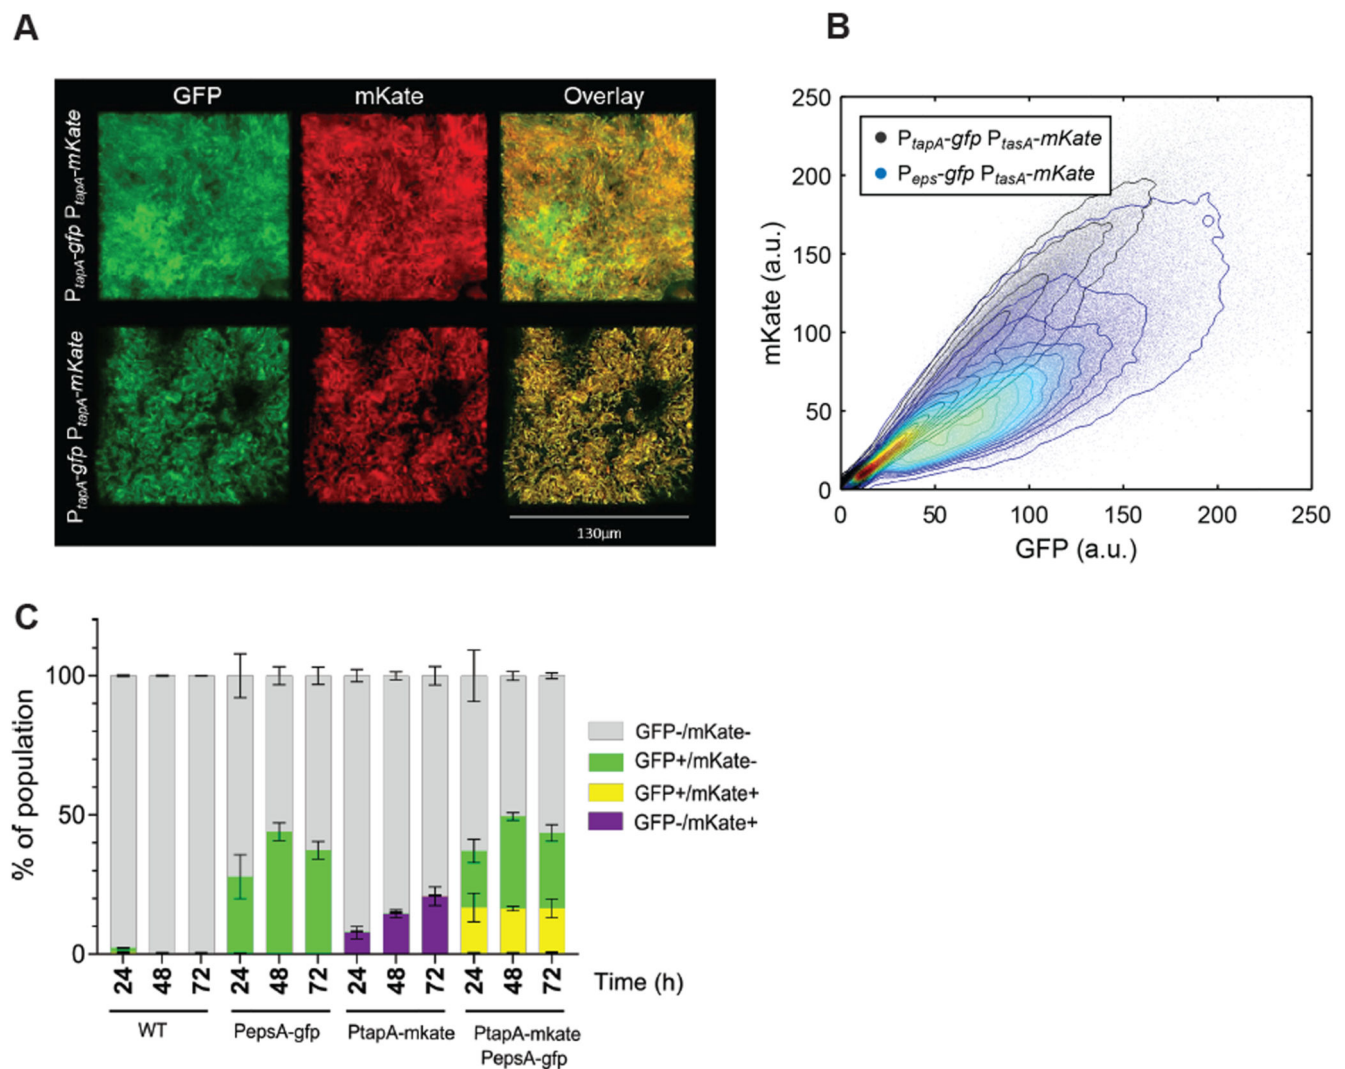 A
GFP mKate Overlay
PtapA-gfp PtapA-mKate
PtapA-gfp PtapA-mKate
130µm
B
250
200
150
100
50
0
mKate (a.u.)
PtapA-gfp PtasA-mKate
Peps-gfp PtasA-mKate
0 50 100 150 200 250
GFP (a.u.)
C
100
50
0
% of population
GFP-/mKate-
GFP+/mKate-
GFP+/mKate+
GFP-/mKate+
24 48 72 24 48 72 24 48 72 24 48 72 Time (h)
WT PepsA-gfp PtapA-mkate PtapA-mkate
PepsA-gfp